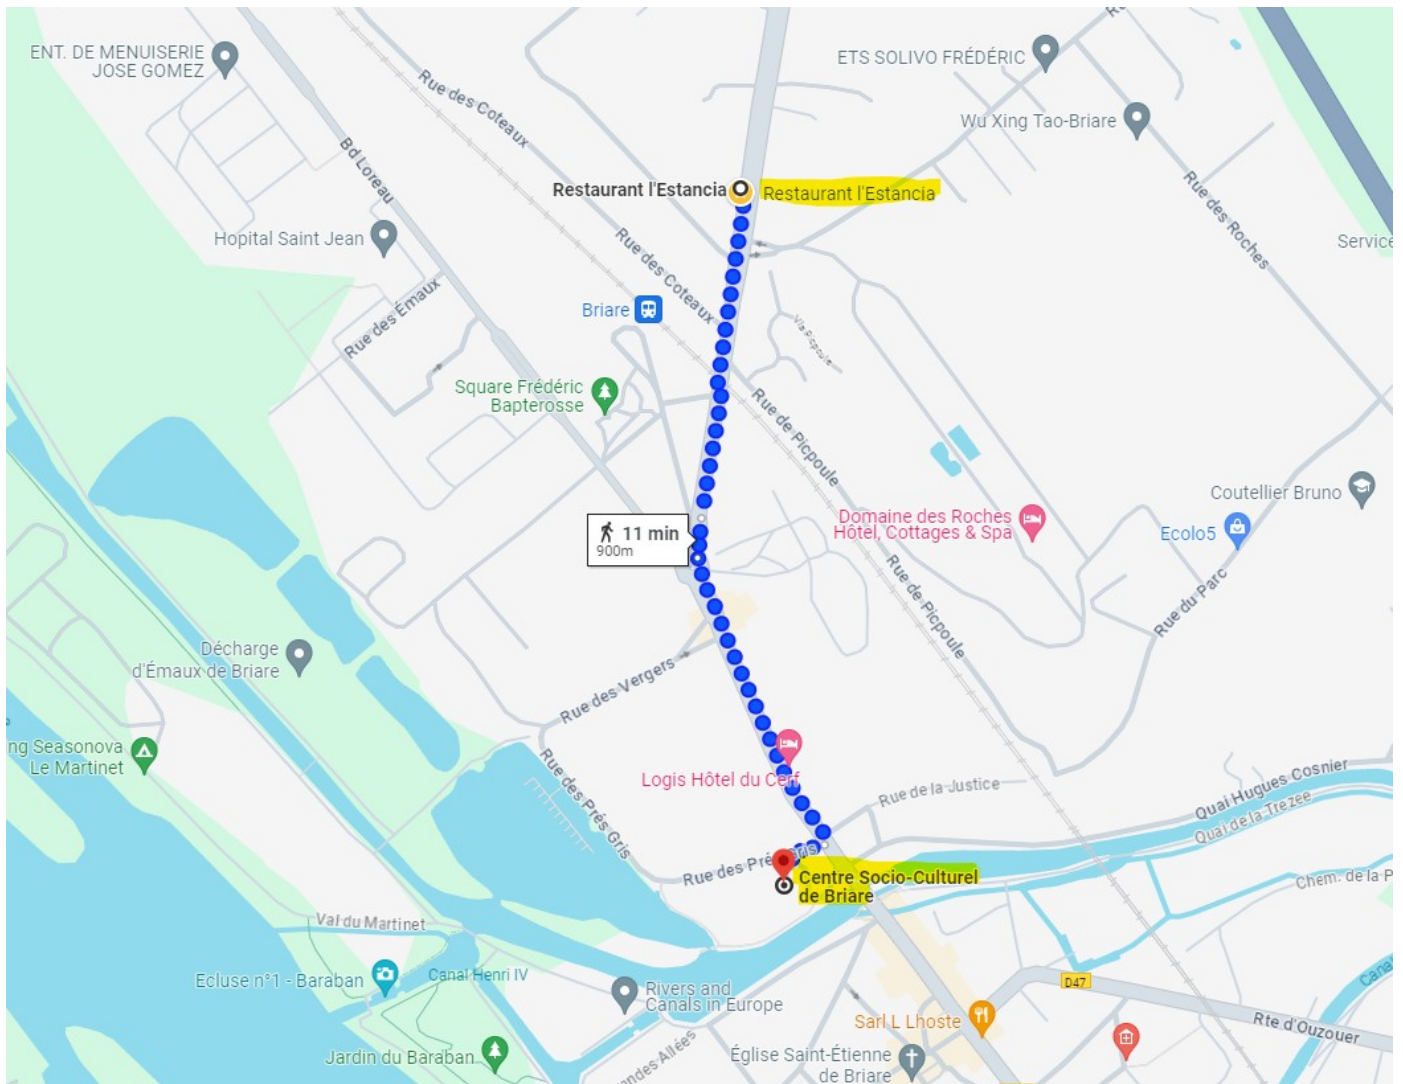 ENT. DE MENUISERIE
JOSE GOMEZ
ETS SOLIVO FRÉDÉRIC
Rue des Coteaux
Wu Xing Tao-Briare
Bd Loreau
Restaurant l'Estancia
Restaurant l'Estancia
Rue des Roches
Hopital Saint Jean
Rue des Coteaux
Service
Rue des Émaux
Briare
Square Frédéric
Bapterosse
Rue de Picpoule
Coutellier Bruno
Domaine des Roches
Hôtel, Cottages & Spa
Ecolo5
11 min
900m
Rue de Picpoule
Rue du Parc
Décharge
d'Émaux de Briare
Rue des Vergers
ng Seasonova
Le Martinet
Rue des Prés Gris
Logis Hôtel du Cerf
Rue de la Justice
Quai Hugues Cosnier
Quai de la Trezee
Rue des Prés Gris
Centre Socio-Culturel
de Briare
Chem. de la P
Val du Martinet
Ecluse n°1 - Baraban
Canal Henri IV
Rivers and
Canals in Europe
D47
Cana
Sarl L Lhoste
Rte d'Ouzouer
Jardin du Baraban
andes Allées
Église Saint-Étienne
de Briare